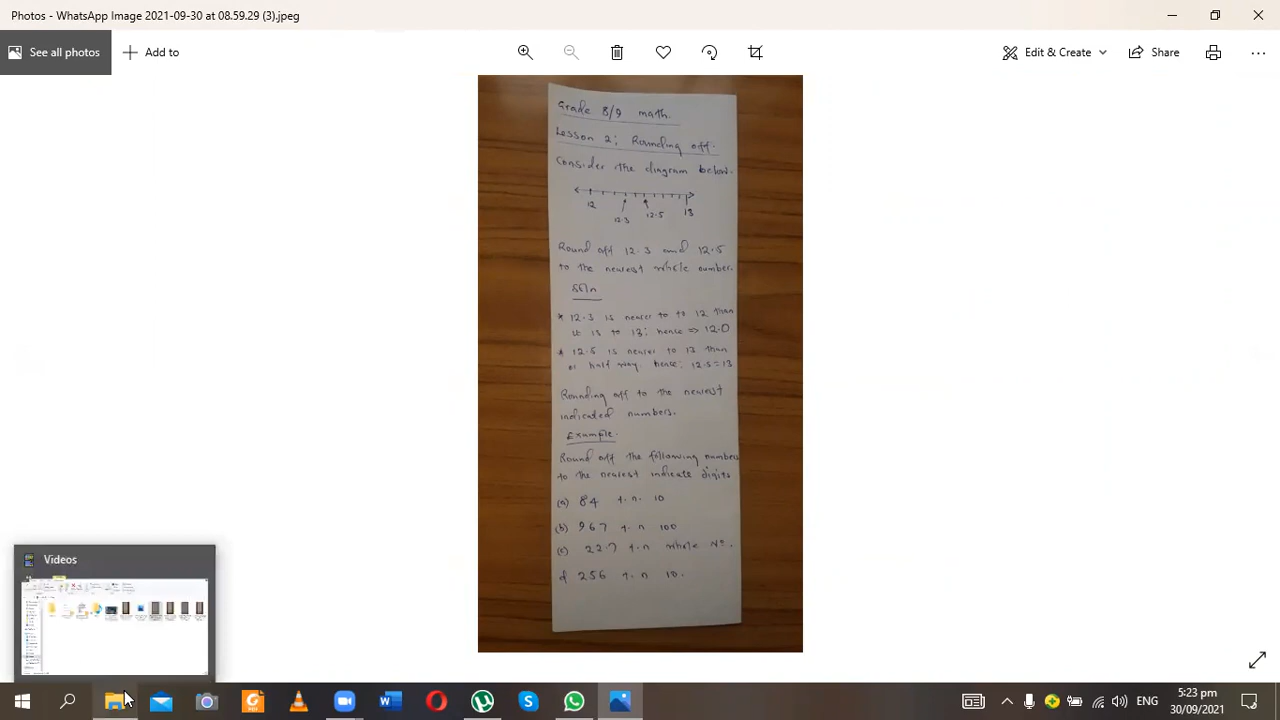 Photos - WhatsApp Image 2021-09-30 at 08.59.29 (3).jpeg
See all photos
Add to
Edit & Create
Share
Grade 8/9 math.
Lesson 2; Rounding off.
Consider the diagram below.
12 12.3 12.5 13
Round off 12.3 and 12.5
to the nearest whole number.
Soln
* 12.3 is nearer to to 12 than
it is to 13; hence => 12.0
* 12.5 is nearer to 13 than
or half way. hence; 12.5 = 13
Rounding off to the nearest
indicated numbers.
Example.
Round off the following numbers
to the nearest indicate digits
(a) 84 t. n. 10
(b) 967 t. n 100
(c) 22.7 t. n whole No.
d 256 t. n 10.
Videos
ENG
5:23 pm
30/09/2021